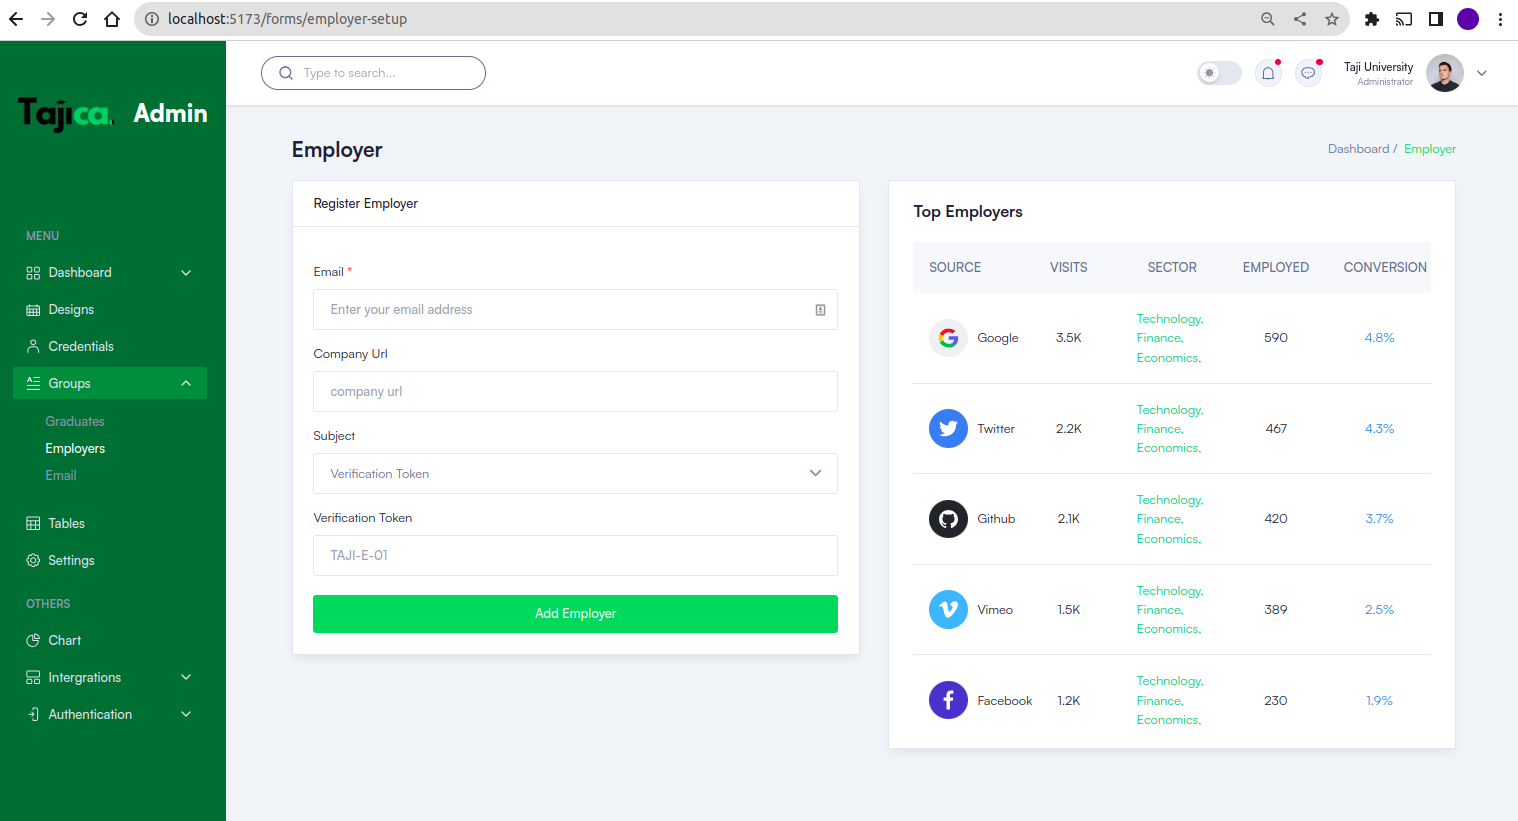 localhost:5173/forms/employer-setup
Tajica. Admin
MENU
Dashboard
Designs
Credentials
Groups
Graduates
Employers
Email
Tables
Settings
OTHERS
Chart
Intergrations
Authentication
Type to search...
Taji University
Administrator
Employer
Dashboard / Employer
Register Employer
Email *
Enter your email address
Company Url
company url
Subject
Verification Token
Verification Token
TAJI-E-01
Add Employer
Top Employers
SOURCE VISITS SECTOR EMPLOYED CONVERSION
Google 3.5K Technology, Finance, Economics, 590 4.8%
Twitter 2.2K Technology, Finance, Economics, 467 4.3%
Github 2.1K Technology, Finance, Economics, 420 3.7%
Vimeo 1.5K Technology, Finance, Economics, 389 2.5%
Facebook 1.2K Technology, Finance, Economics, 230 1.9%